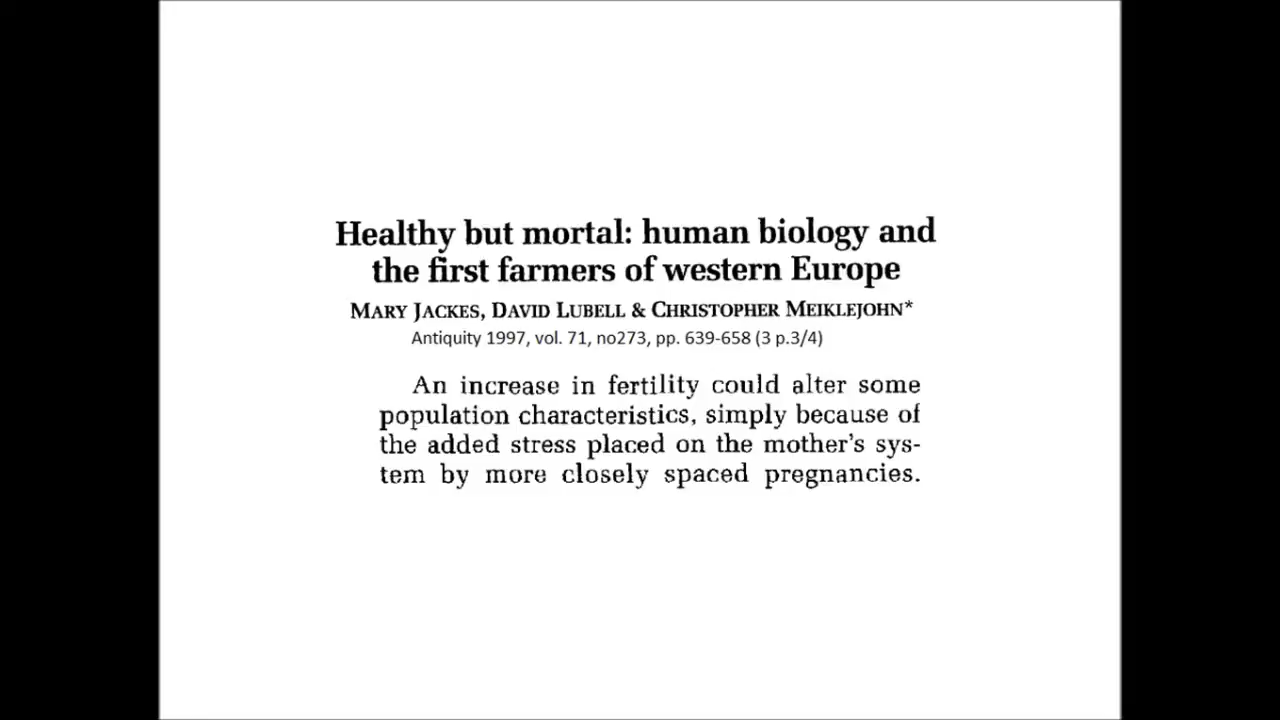 Healthy but mortal: human biology and
the first farmers of western Europe
MARY JACKES, DAVID LUBELL & CHRISTOPHER MEIKLEJOHN*
Antiquity 1997, vol. 71, no273, pp. 639-658 (3 p.3/4)
An increase in fertility could alter some
population characteristics, simply because of
the added stress placed on the mother's sys-
tem by more closely spaced pregnancies.